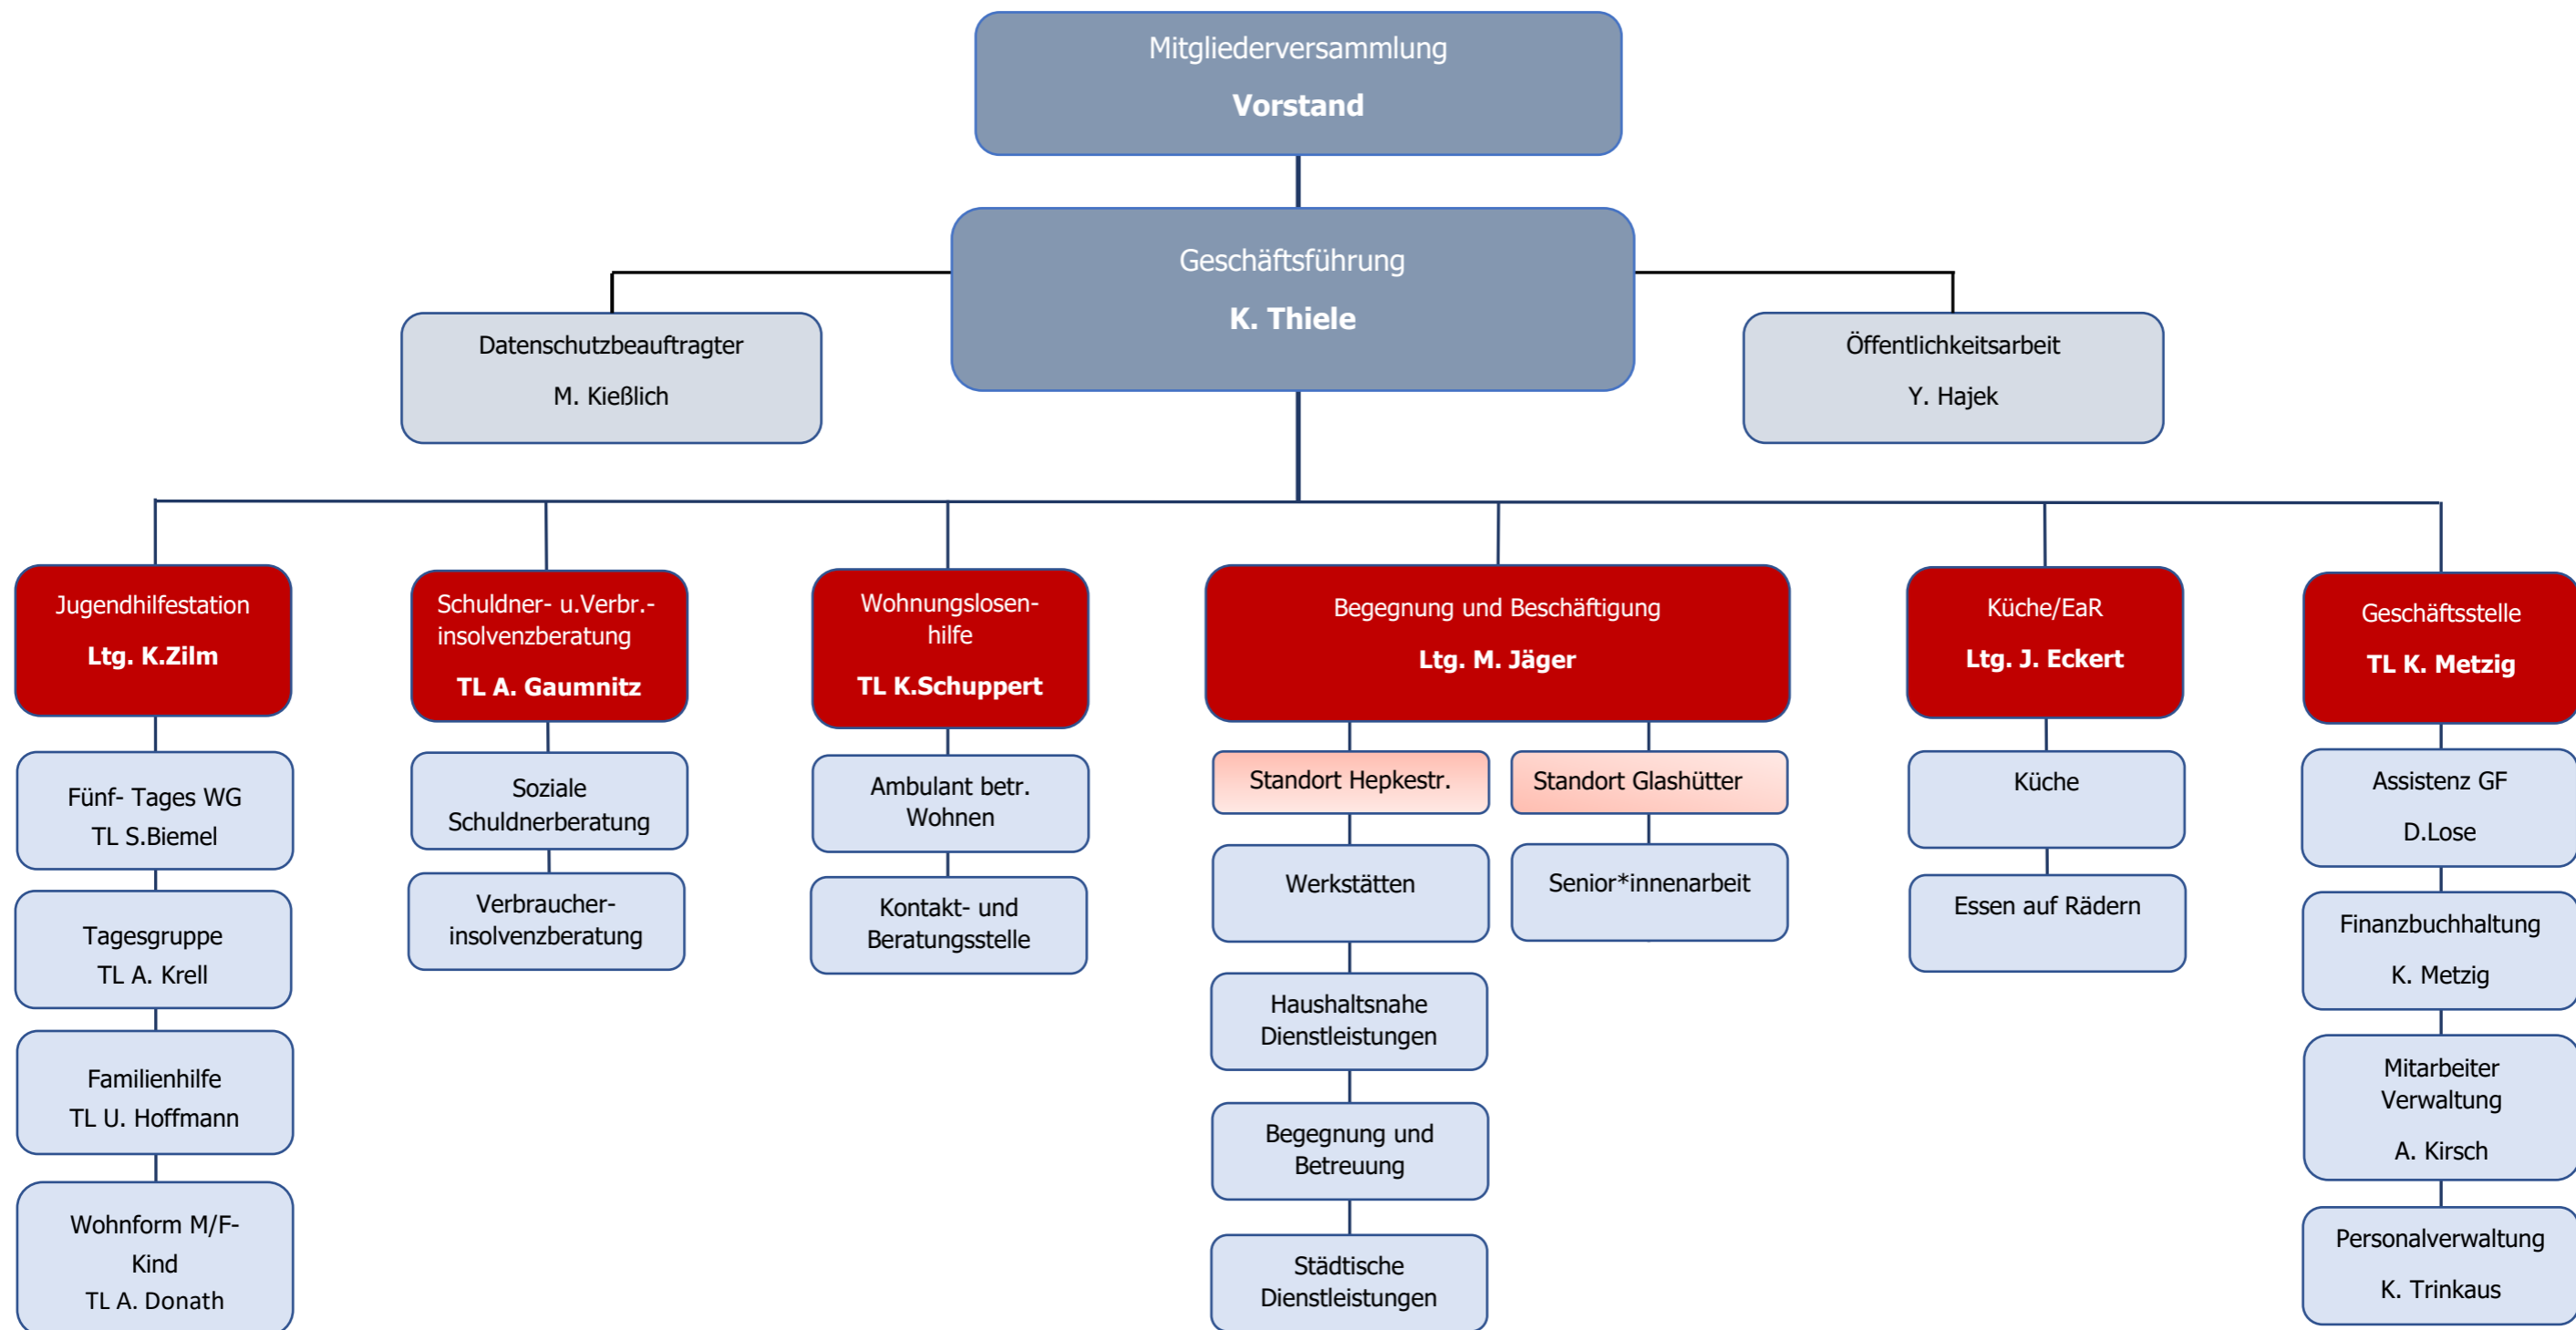 Mitgliederversammlung
Vorstand
Geschäftsführung
K. Thiele
Datenschutzbeauftragter
M. Kießlich
Öffentlichkeitsarbeit
Y. Hajek
Jugendhilfestation
Ltg. K.Zilm
Fünf- Tages WG
TL S.Biemel
Tagesgruppe
TL A. Krell
Familienhilfe
TL U. Hoffmann
Wohnform M/F-
Kind
TL A. Donath
Schuldner- u.Verbr.-
insolvenzberatung
TL A. Gaumnitz
Soziale
Schuldnerberatung
Verbraucher-
insolvenzberatung
Wohnungslosen-
hilfe
TL K.Schuppert
Ambulant betr.
Wohnen
Kontakt- und
Beratungsstelle
Begegnung und Beschäftigung
Ltg. M. Jäger
Standort Hepkestr.
Werkstätten
Haushaltsnahe
Dienstleistungen
Begegnung und
Betreuung
Städtische
Dienstleistungen
Standort Glashütter
Senior*innenarbeit
Küche/EaR
Ltg. J. Eckert
Küche
Essen auf Rädern
Geschäftsstelle
TL K. Metzig
Assistenz GF
D.Lose
Finanzbuchhaltung
K. Metzig
Mitarbeiter
Verwaltung
A. Kirsch
Personalverwaltung
K. Trinkaus